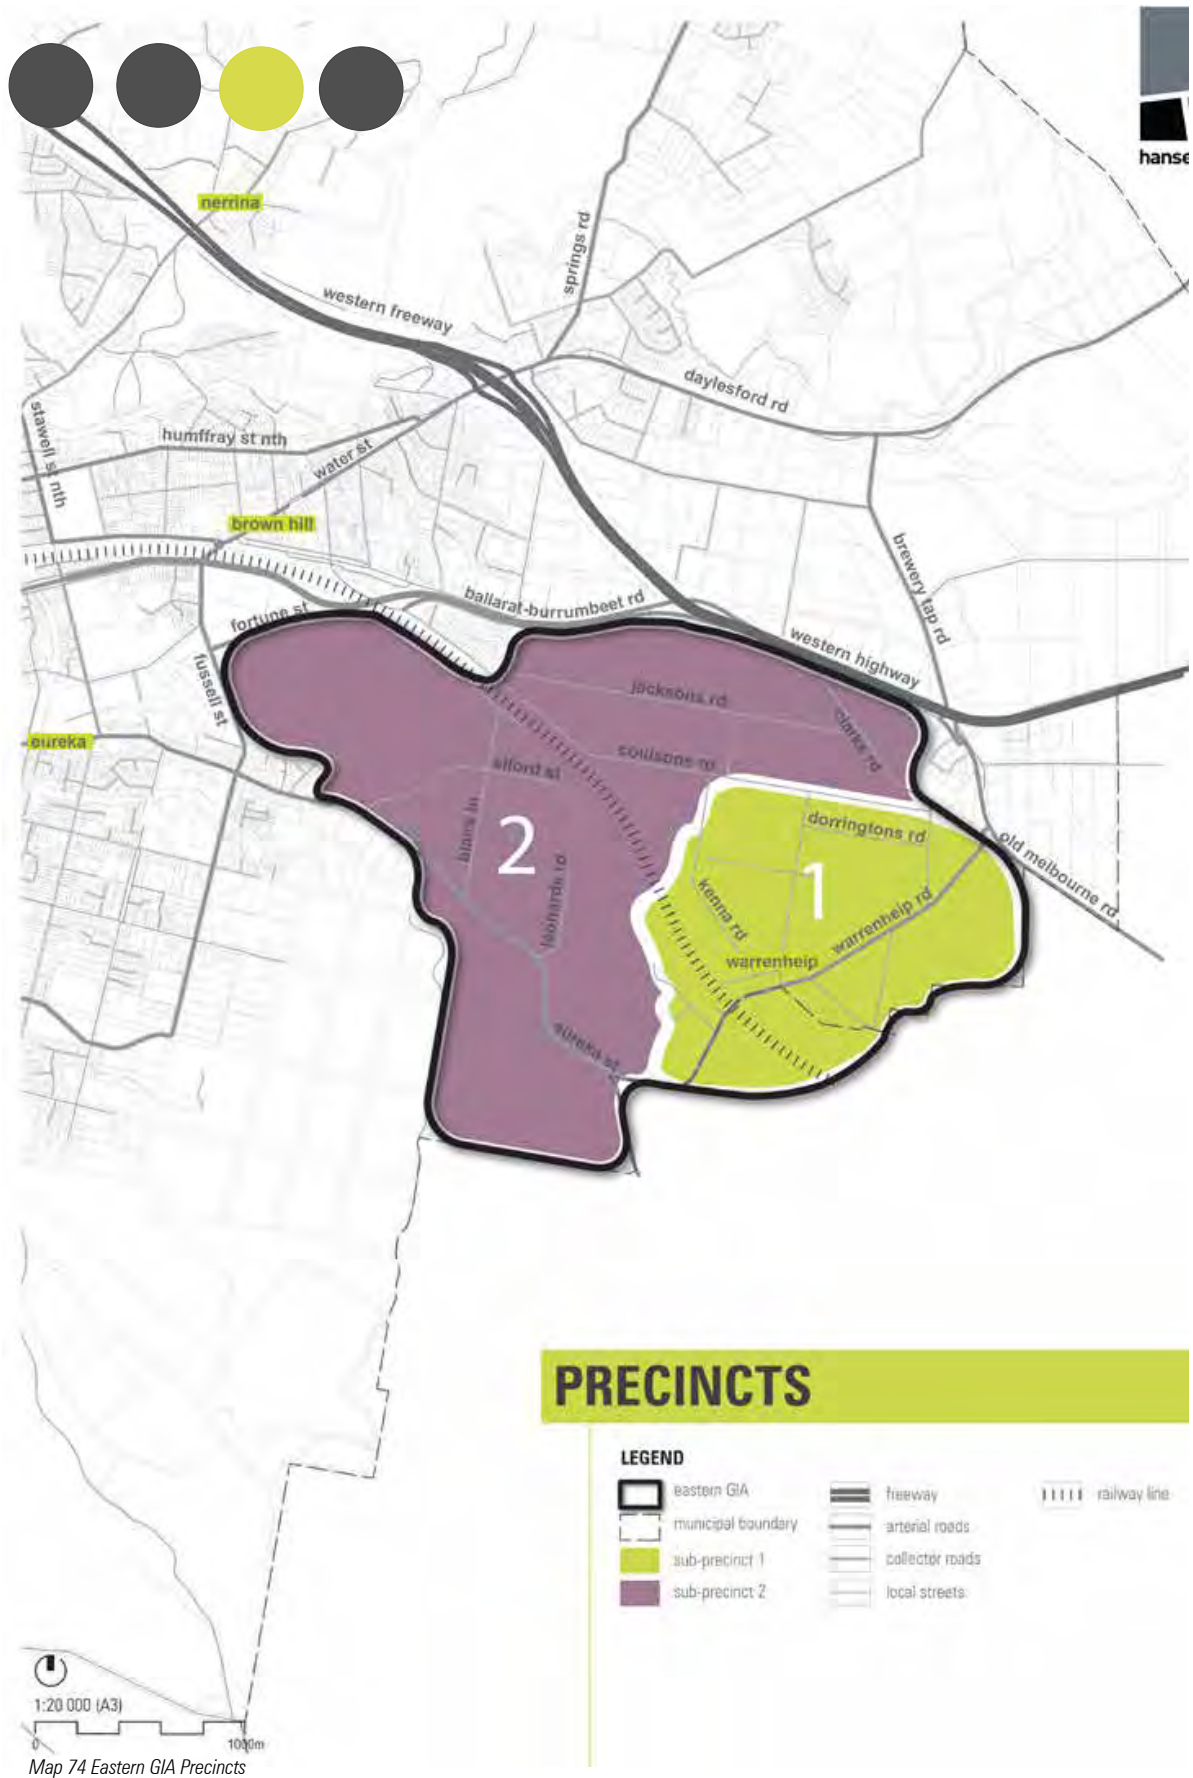 hanse
nerrina
springs rd
western freeway
daylesford rd
stawell st nth
humffray st nth
water st
brown hill
brewery tap rd
ballarat-burrumbeet rd
fortune st
western highway
fussell st
jacksons rd
clarks rd
eureka
coulsons rd
elford st
dorringtons rd
old melbourne rd
2
1
leonards rd
kenna rd
warrenheip rd
warrenheip
eureka st
PRECINCTS
LEGEND
eastern GIA
municipal boundary
sub-precinct 1
sub-precinct 2
freeway
arterial roads
collector roads
local streets
railway line
1:20 000 (A3)
0 1000m
Map 74 Eastern GIA Precincts